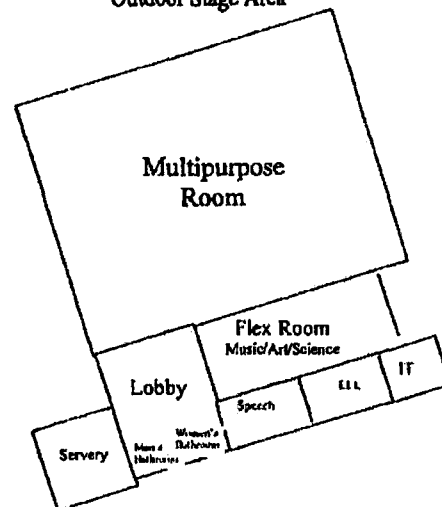 Outdoor Stage Area
Multipurpose
Room
Flex Room
Music/Art/Science
Lobby
Speech
ELL
IT
Servery
Women's
Bathroom
Men's
Bathroom